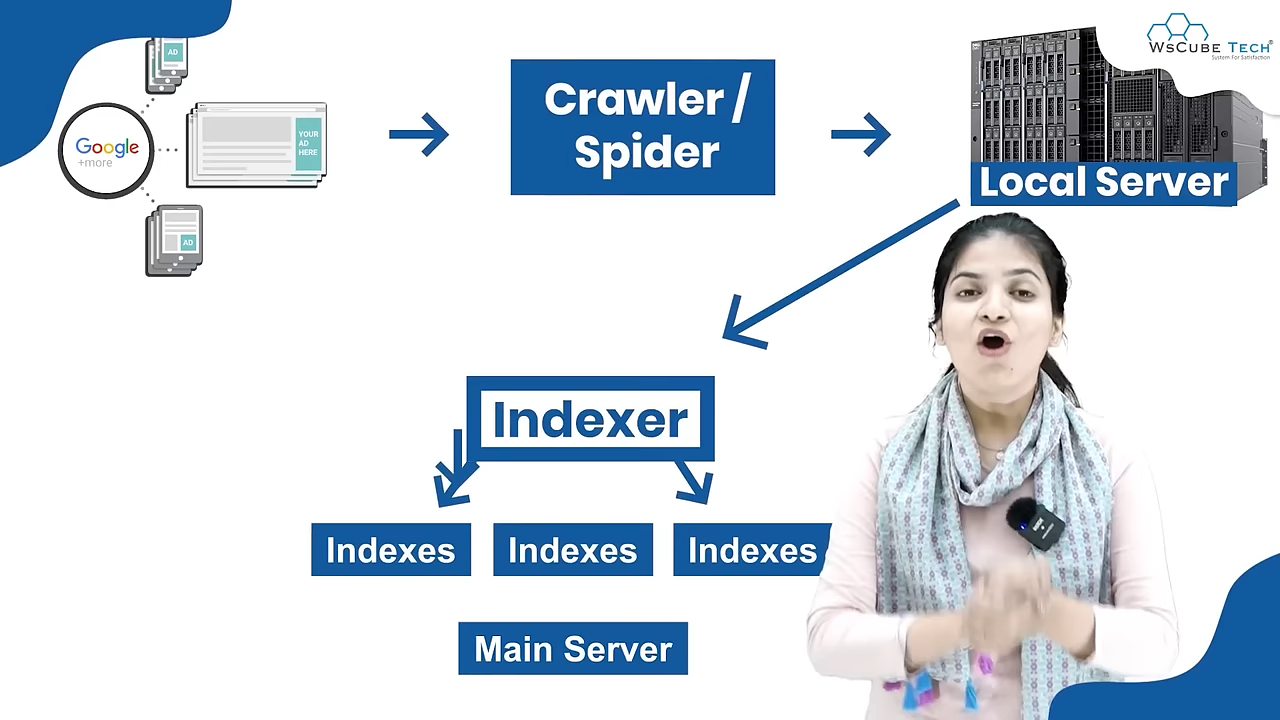 WsCube Tech®
System For Satisfaction
AD
Google
+more
YOUR
AD
HERE
AD
Crawler /
Spider
Local Server
Indexer
Indexes
Indexes
Indexes
Main Server